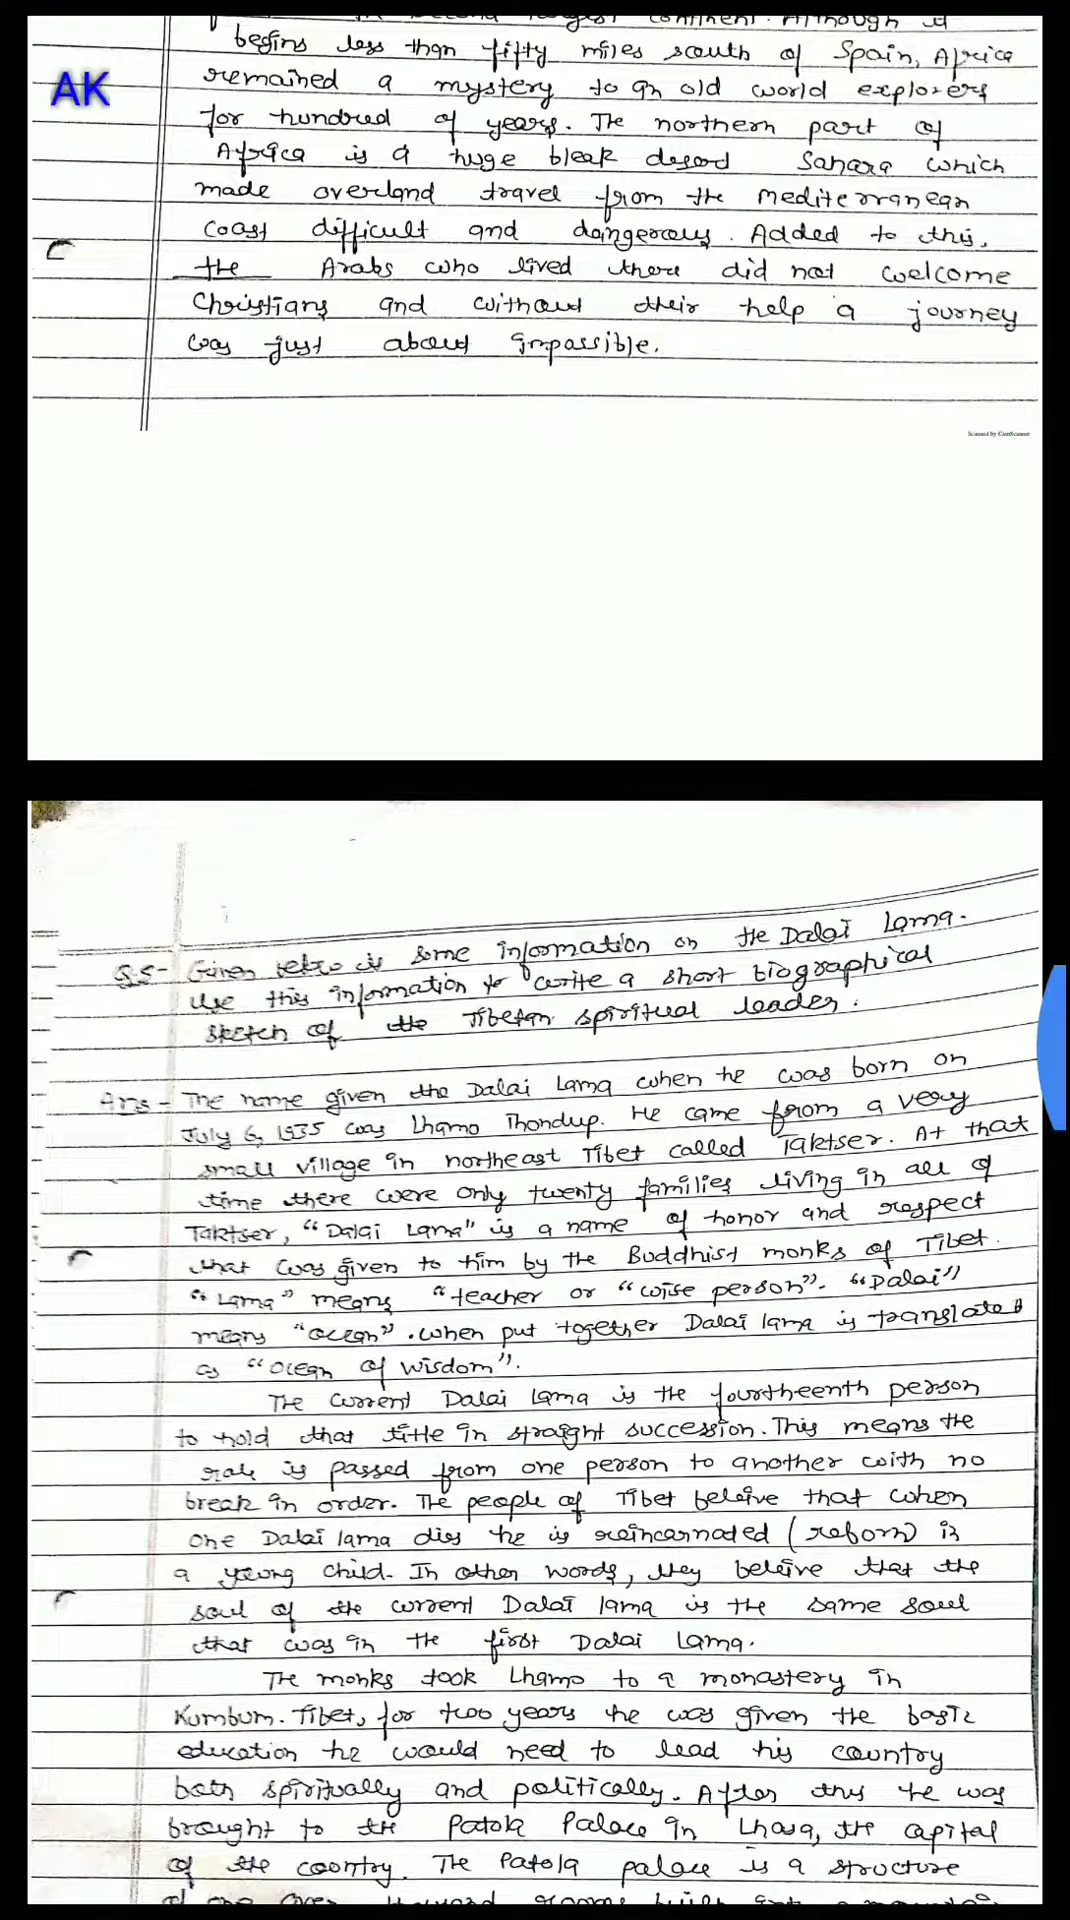 continent. Although it
begins less than fifty miles south of Spain, Africa
AK
remained a mystery to an old world explorers
for hundred of years. The northern part of
Africa is a huge bleak desord Sahara which
made overland travel from the mediterranean
coast difficult and dangerous. Added to this,
the Arabs who lived there did not welcome
Christians and without their help a journey
was just about impassible.
Scanned by CamScanner
Q.5- Given below is some information on the Dalai Lama.
Use this information to write a short biographical
sketch of the Tibetan spiritual leader.
Ans- The name given the Dalai Lama when he was born on
July 6, 1935 was Lhamo Thondup. He came from a very
small village in northeast Tibet called Taktser. At that
time there were only twenty families living in all of
Taktser, "Dalai Lama" is a name of honor and respect
that was given to him by the Buddhist monks of Tibet.
"Lama" means "teacher or "wise person". "Dalai"
means "ocean". when put together Dalai lama is translated
as "ocean of wisdom".
The current Dalai Lama is the fourtheenth person
to hold that title in straight succession. This means the
role is passed from one person to another with no
break in order. The people of Tibet beleive that when
one Dalai lama dies he is reincarnated (reborn) in
a young child. In other words, they beleive that the
soul of the current Dalai lama is the same soul
that was in the first Dalai Lama.
The monks took Lhamo to a monastery in
Kumbum. Tibet, for two years he was given the basic
education he would need to lead his country
both spiritually and politically. After this he was
brought to the Patola Palace in Lhasa, the capital
of the country. The Patola palace is a structure